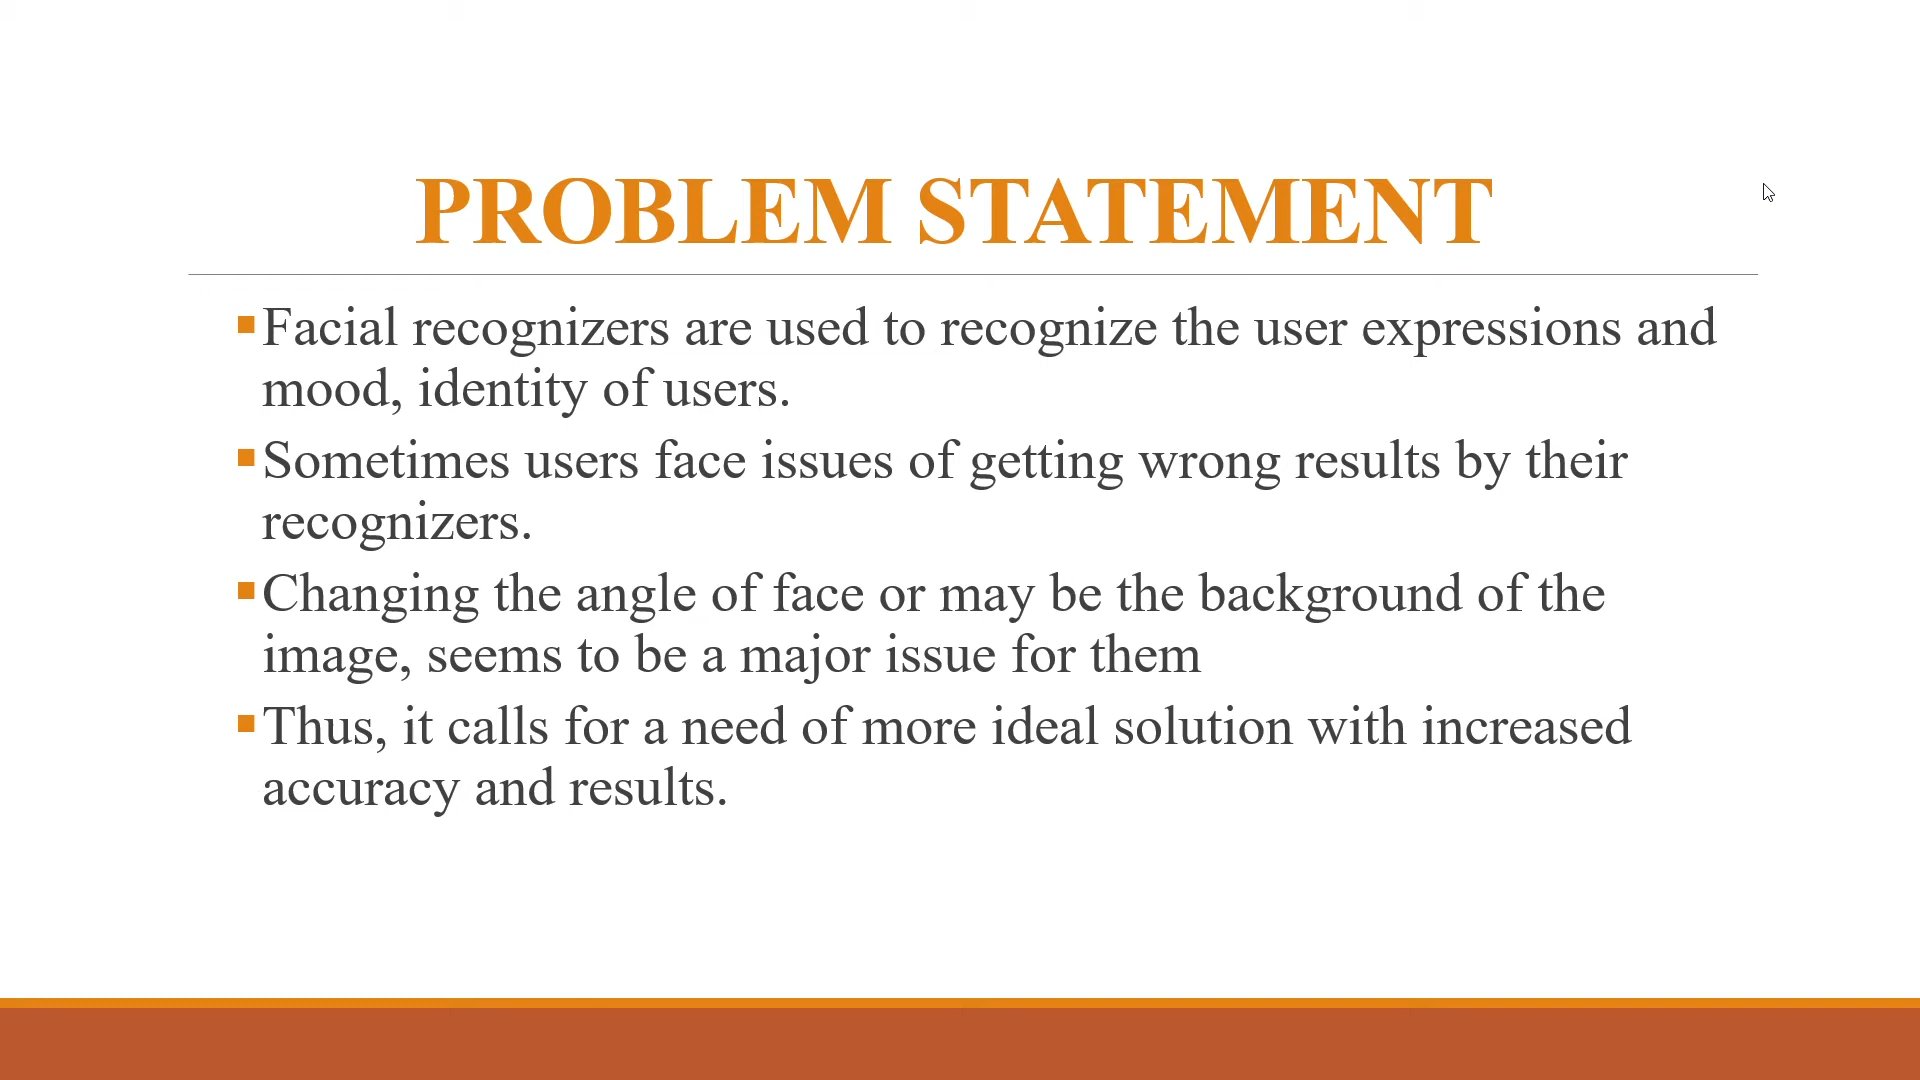 PROBLEM STATEMENT
Facial recognizers are used to recognize the user expressions and
mood, identity of users.
Sometimes users face issues of getting wrong results by their
recognizers.
Changing the angle of face or may be the background of the
image, seems to be a major issue for them
Thus, it calls for a need of more ideal solution with increased
accuracy and results.